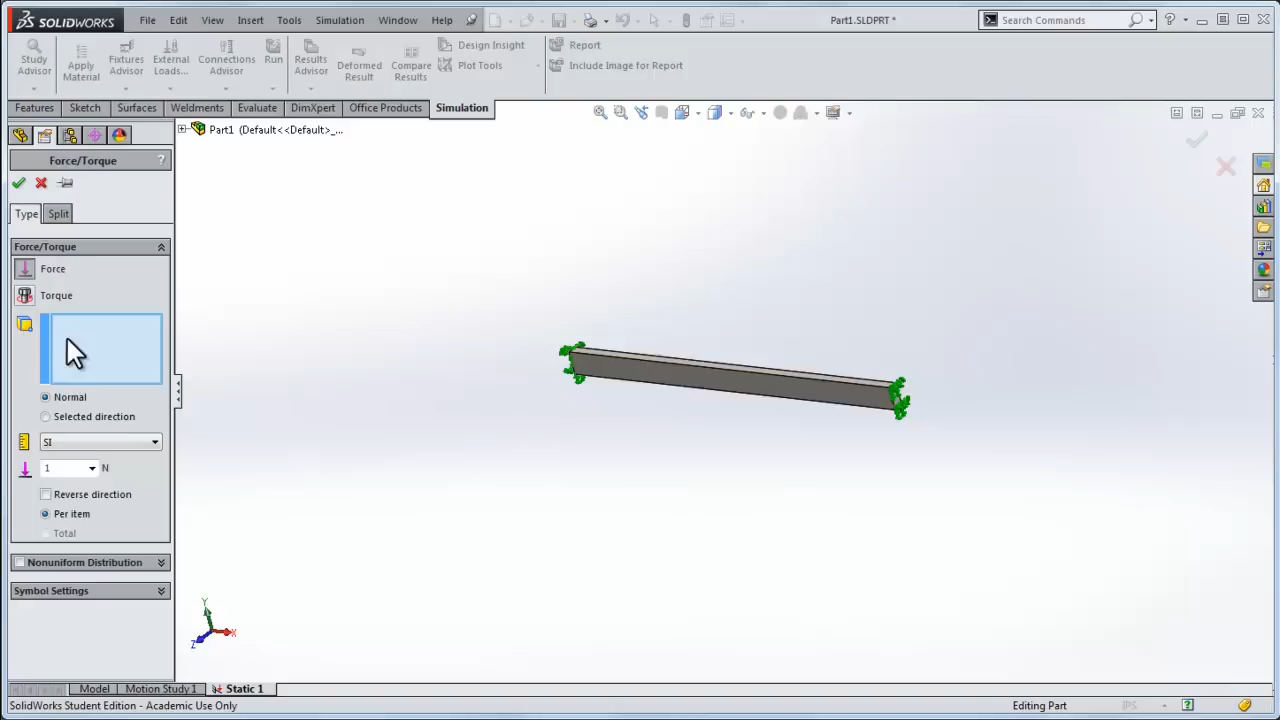 SOLIDWORKS File Edit View Insert Tools Simulation Window Help Part1.SLDPRT * Search Commands
Study Advisor
Apply Material
Fixtures Advisor
External Loads...
Connections Advisor
Run
Results Advisor
Deformed Result
Compare Results
Design Insight
Plot Tools
Report
Include Image for Report
Features Sketch Surfaces Weldments Evaluate DimXpert Office Products Simulation
Part1 (Default<<Default>_...
Force/Torque ?
Type Split
Force/Torque
Force
Torque
Normal
Selected direction
SI
1 N
Reverse direction
Per item
Total
Nonuniform Distribution
Symbol Settings
Y
X
Z
Model Motion Study 1 Static 1
SolidWorks Student Edition - Academic Use Only Editing Part IPS